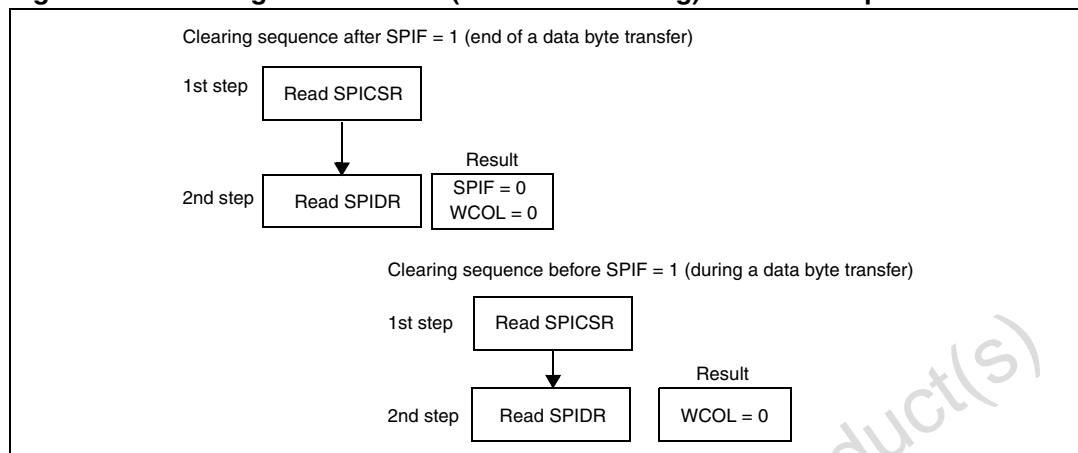 Clearing sequence after SPIF = 1 (end of a data byte transfer)
1st step
Read SPICSR
Result
2nd step
Read SPIDR
SPIF = 0
WCOL = 0
Clearing sequence before SPIF = 1 (during a data byte transfer)
1st step
Read SPICSR
Result
2nd step
Read SPIDR
WCOL = 0